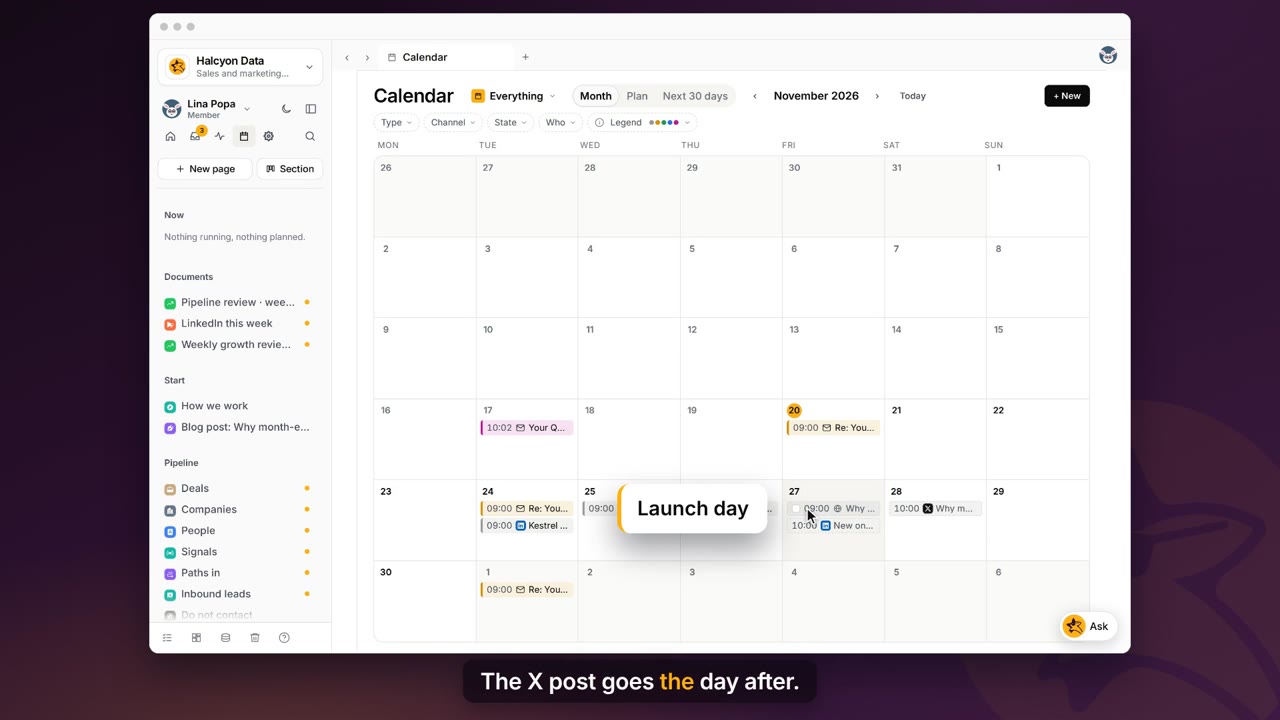 Halcyon Data
Sales and marketing...
Lina Popa
Member
3
+ New page
Section
Now
Nothing running, nothing planned.
Documents
Pipeline review · wee...
LinkedIn this week
Weekly growth revie...
Start
How we work
Blog post: Why month-e...
Pipeline
Deals
Companies
People
Signals
Paths in
Inbound leads
Do not contact
Calendar
Calendar
Everything
Month
Plan
Next 30 days
November 2026
Today
+ New
Type
Channel
State
Who
Legend
MON TUE WED THU FRI SAT SUN
26 27 28 29 30 31 1
2 3 4 5 6 7 8
9 10 11 12 13 14 15
16 17 18 19 20 21 22
10:02 Your Q...
09:00 Re: You...
23 24 25 27 28 29
09:00 Re: You...
09:00
09:00 Why ...
10:00 X Why m...
09:00 in Kestrel ...
10:00 in New on...
Launch day
30 1 2 3 4 5 6
09:00 Re: You...
Ask
The X post goes the day after.